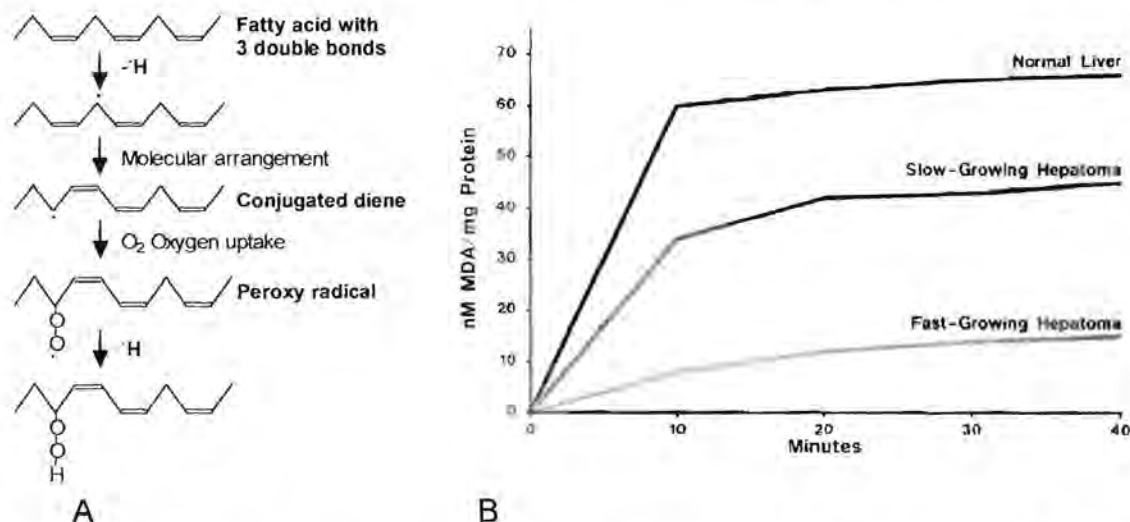 Fatty acid with
3 double bonds
-·H
Molecular arrangement
Conjugated diene
O₂ Oxygen uptake
Peroxy radical
O
O
·H
O
O
H
A
nM MDA/mg Protein
70
60
50
40
30
20
10
0
Normal Liver
Slow-Growing Hepatoma
Fast-Growing Hepatoma
0 10 20 30 40
Minutes
B